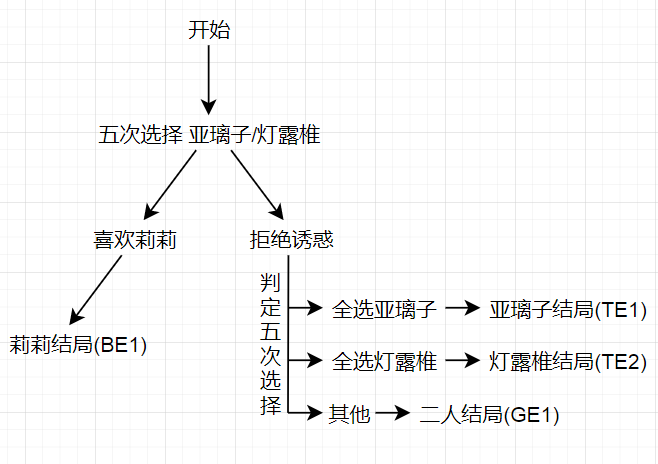 开始
五次选择 亚璃子/灯露椎
喜欢莉莉
拒绝诱惑
莉莉结局(BE1)
判定五次选择
全选亚璃子
亚璃子结局(TE1)
全选灯露椎
灯露椎结局(TE2)
其他
二人结局(GE1)